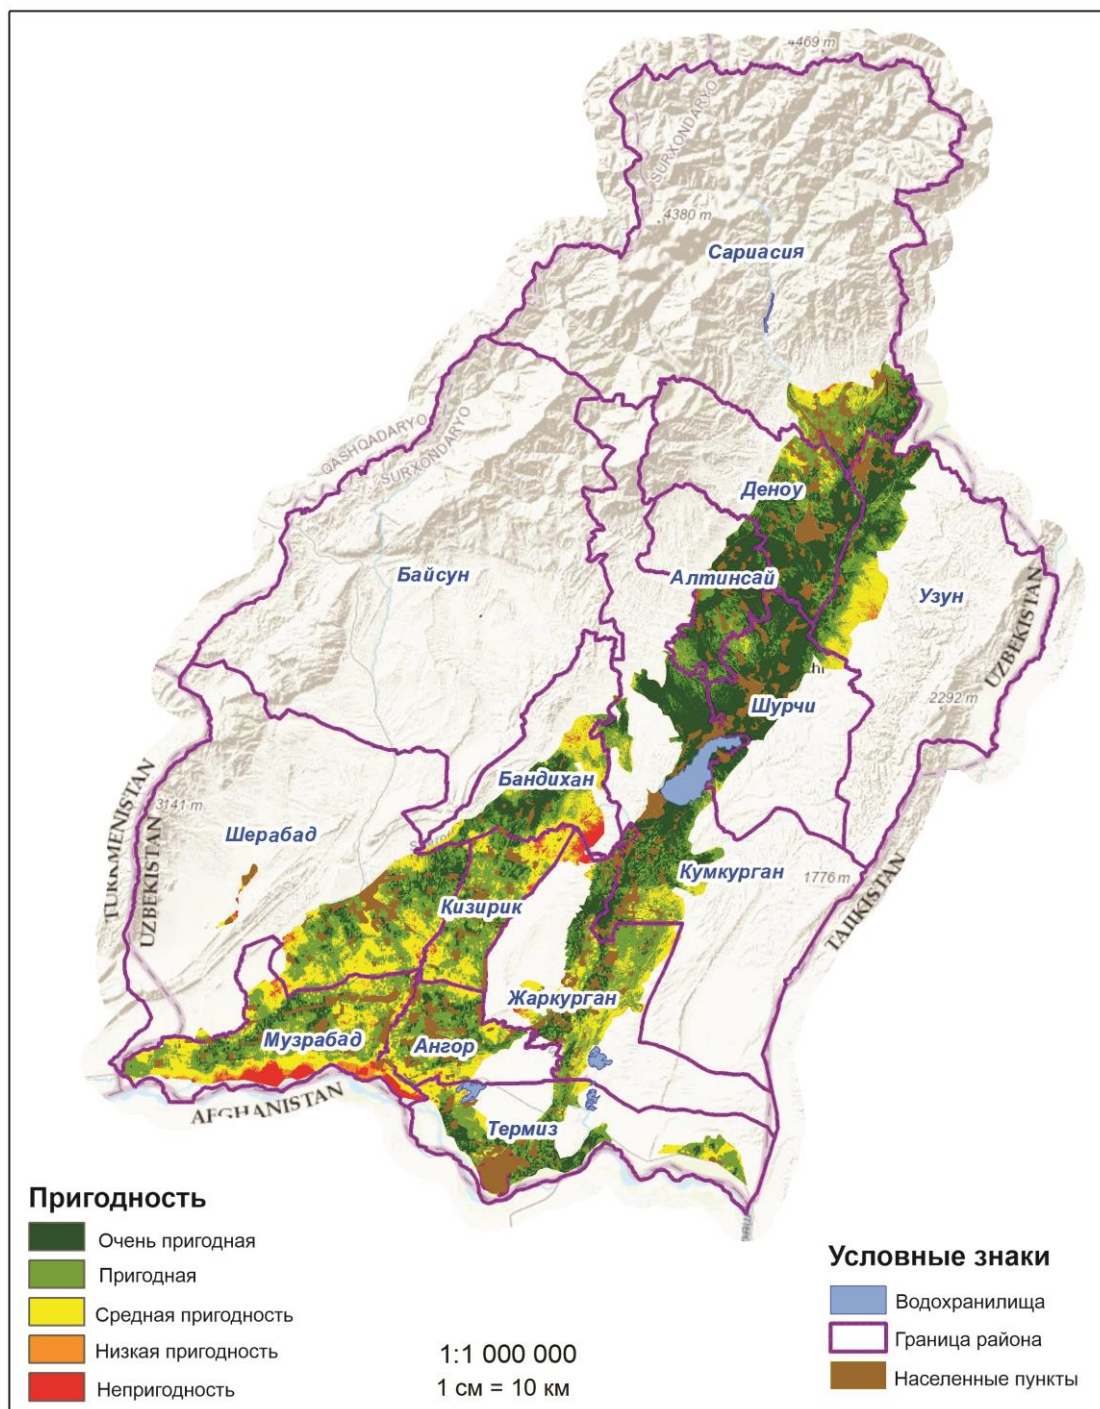 4469 m
SURXONDARYO
4380 m
Сариасия
QASHQADARYO
SURXONDARYO
Деноу
Байсун
Алтинсай
Узун
UZBEKISTAN
chi
2292 m
Шурчи
Бандихан
TURKMENISTAN
UZBEKISTAN
3141 m
Шерабад
Кумкурган
1776 m
TAJIKISTAN
Кизирик
Жаркурган
Музрабад
Ангор
AFGHANISTAN
Термиз
Пригодность
Очень пригодная
Пригодная
Средная пригодность
Низкая пригодность
Непригодность
1:1 000 000
1 см = 10 км
Условные знаки
Водохранилища
Граница района
Населенные пункты